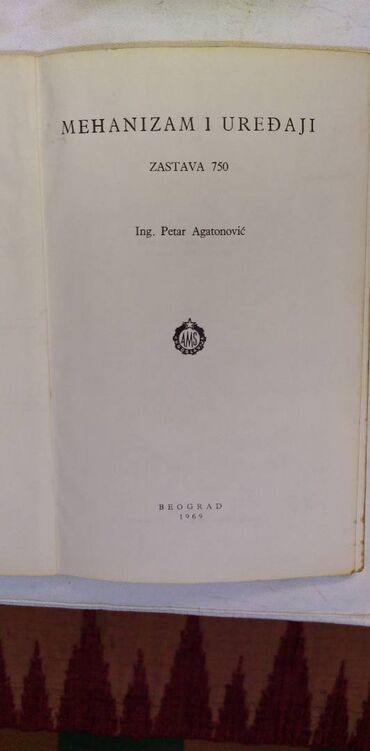 MEHANIZAM I UREĐAJI
ZASTAVA 750
Ing. Petar Agatonović
AMS
BEOGRAD
1969